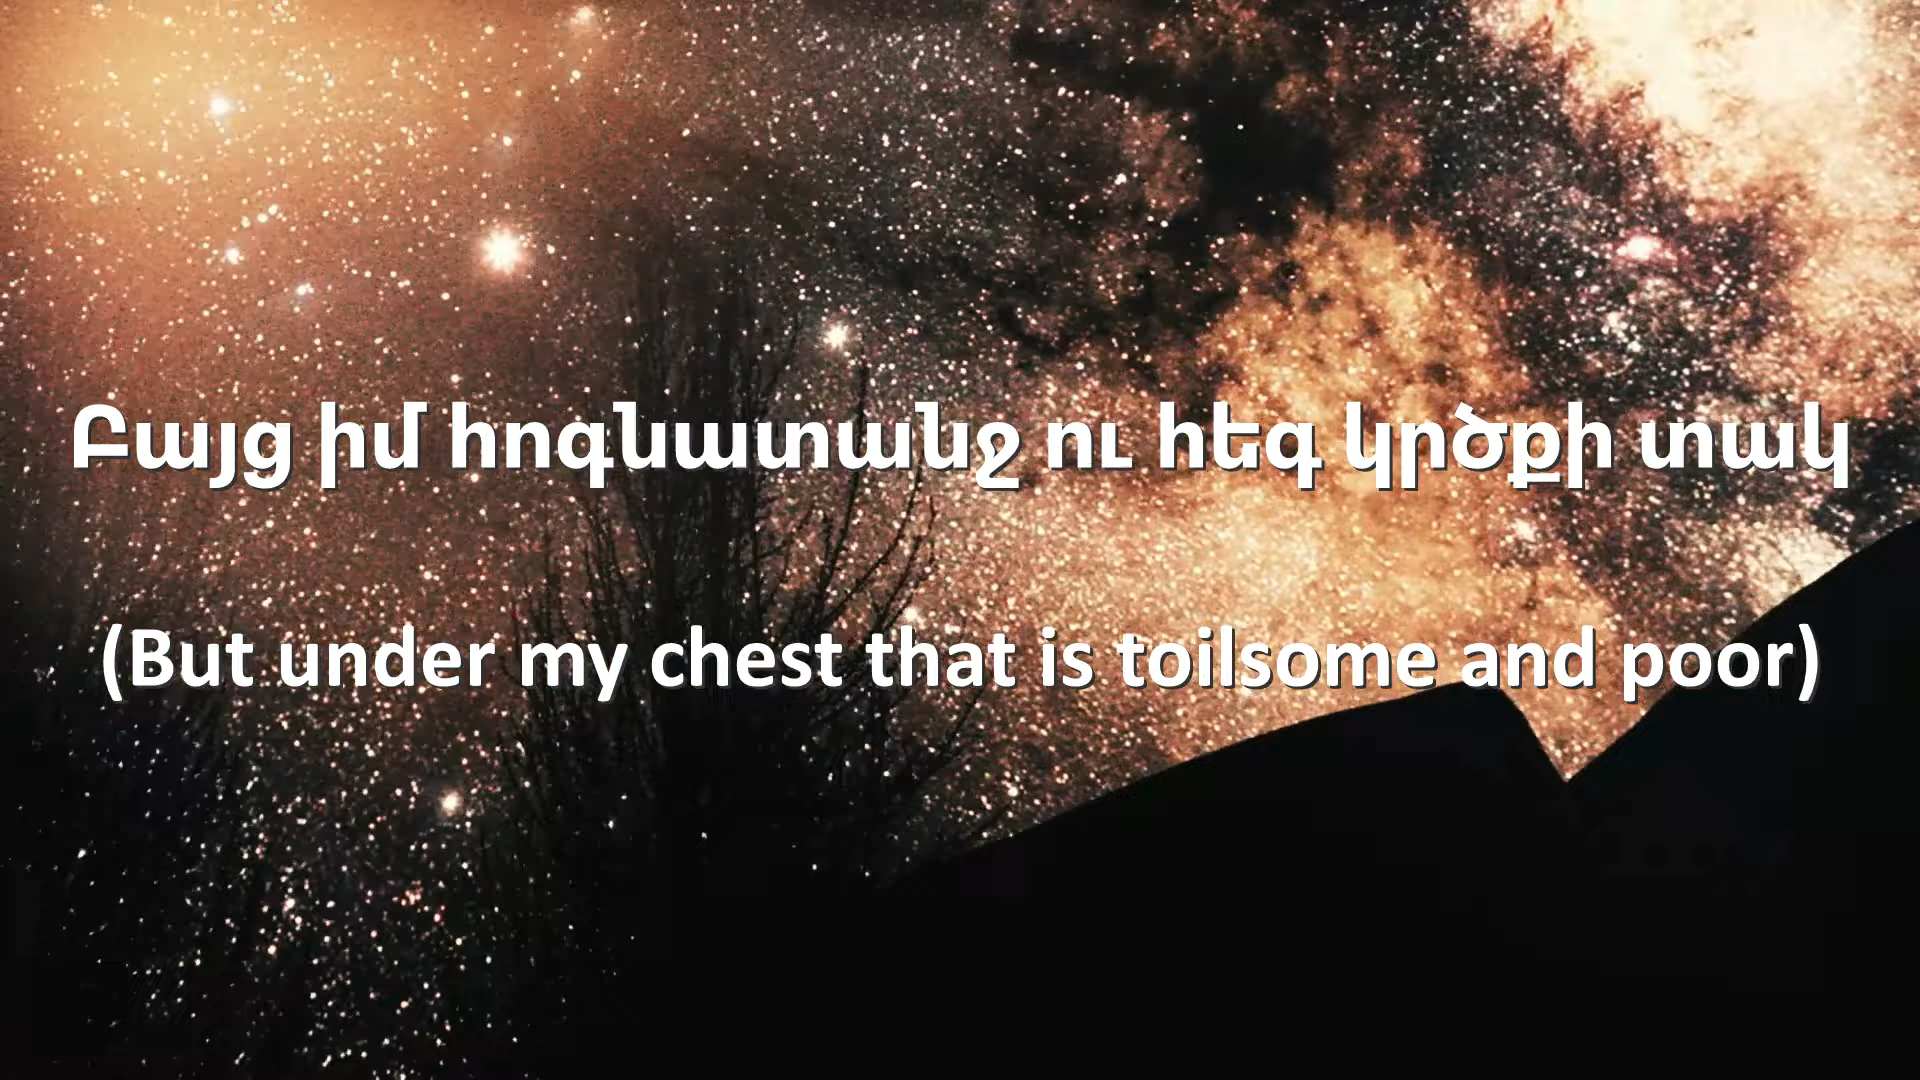 Բայց իմ հոգնատանջ ու հեգ կրծքի տակ
(But under my chest that is toilsome and poor)